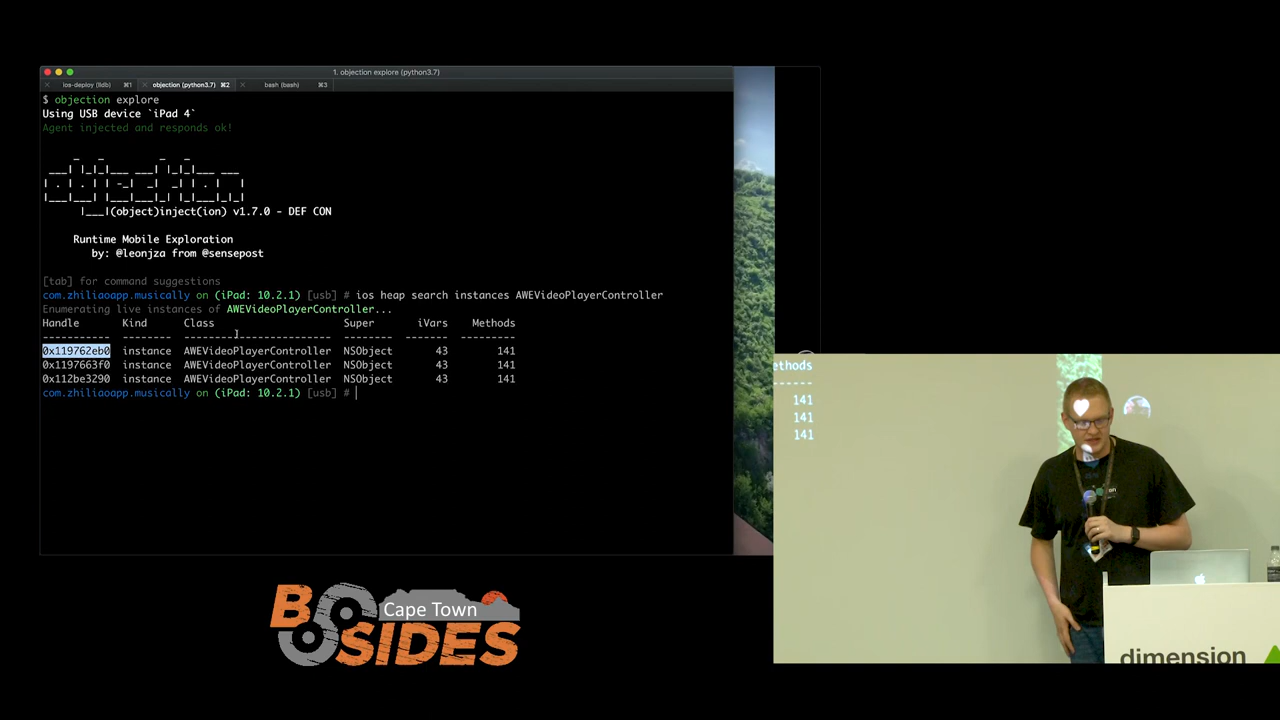 1. objection explore (python3.7)
ios-deploy (lldb) ⌘1 objection (python3.7) ⌘2 bash (bash) ⌘3
$ objection explore
Using USB device `iPad 4`
Agent injected and responds ok!
|___|(object)inject(ion) v1.7.0 - DEF CON
Runtime Mobile Exploration
by: @leonjza from @sensepost
[tab] for command suggestions
com.zhiliaoapp.musically on (iPad: 10.2.1) [usb] # ios heap search instances AWEVideoPlayerController
Enumerating live instances of AWEVideoPlayerController...
Handle Kind Class Super iVars Methods
0x119762eb0 instance AWEVideoPlayerController NSObject 43 141
0x1197663f0 instance AWEVideoPlayerController NSObject 43 141
0x112be3290 instance AWEVideoPlayerController NSObject 43 141
com.zhiliaoapp.musically on (iPad: 10.2.1) [usb] #
ethods
141
141
141
dimension
B SIDES
Cape Town